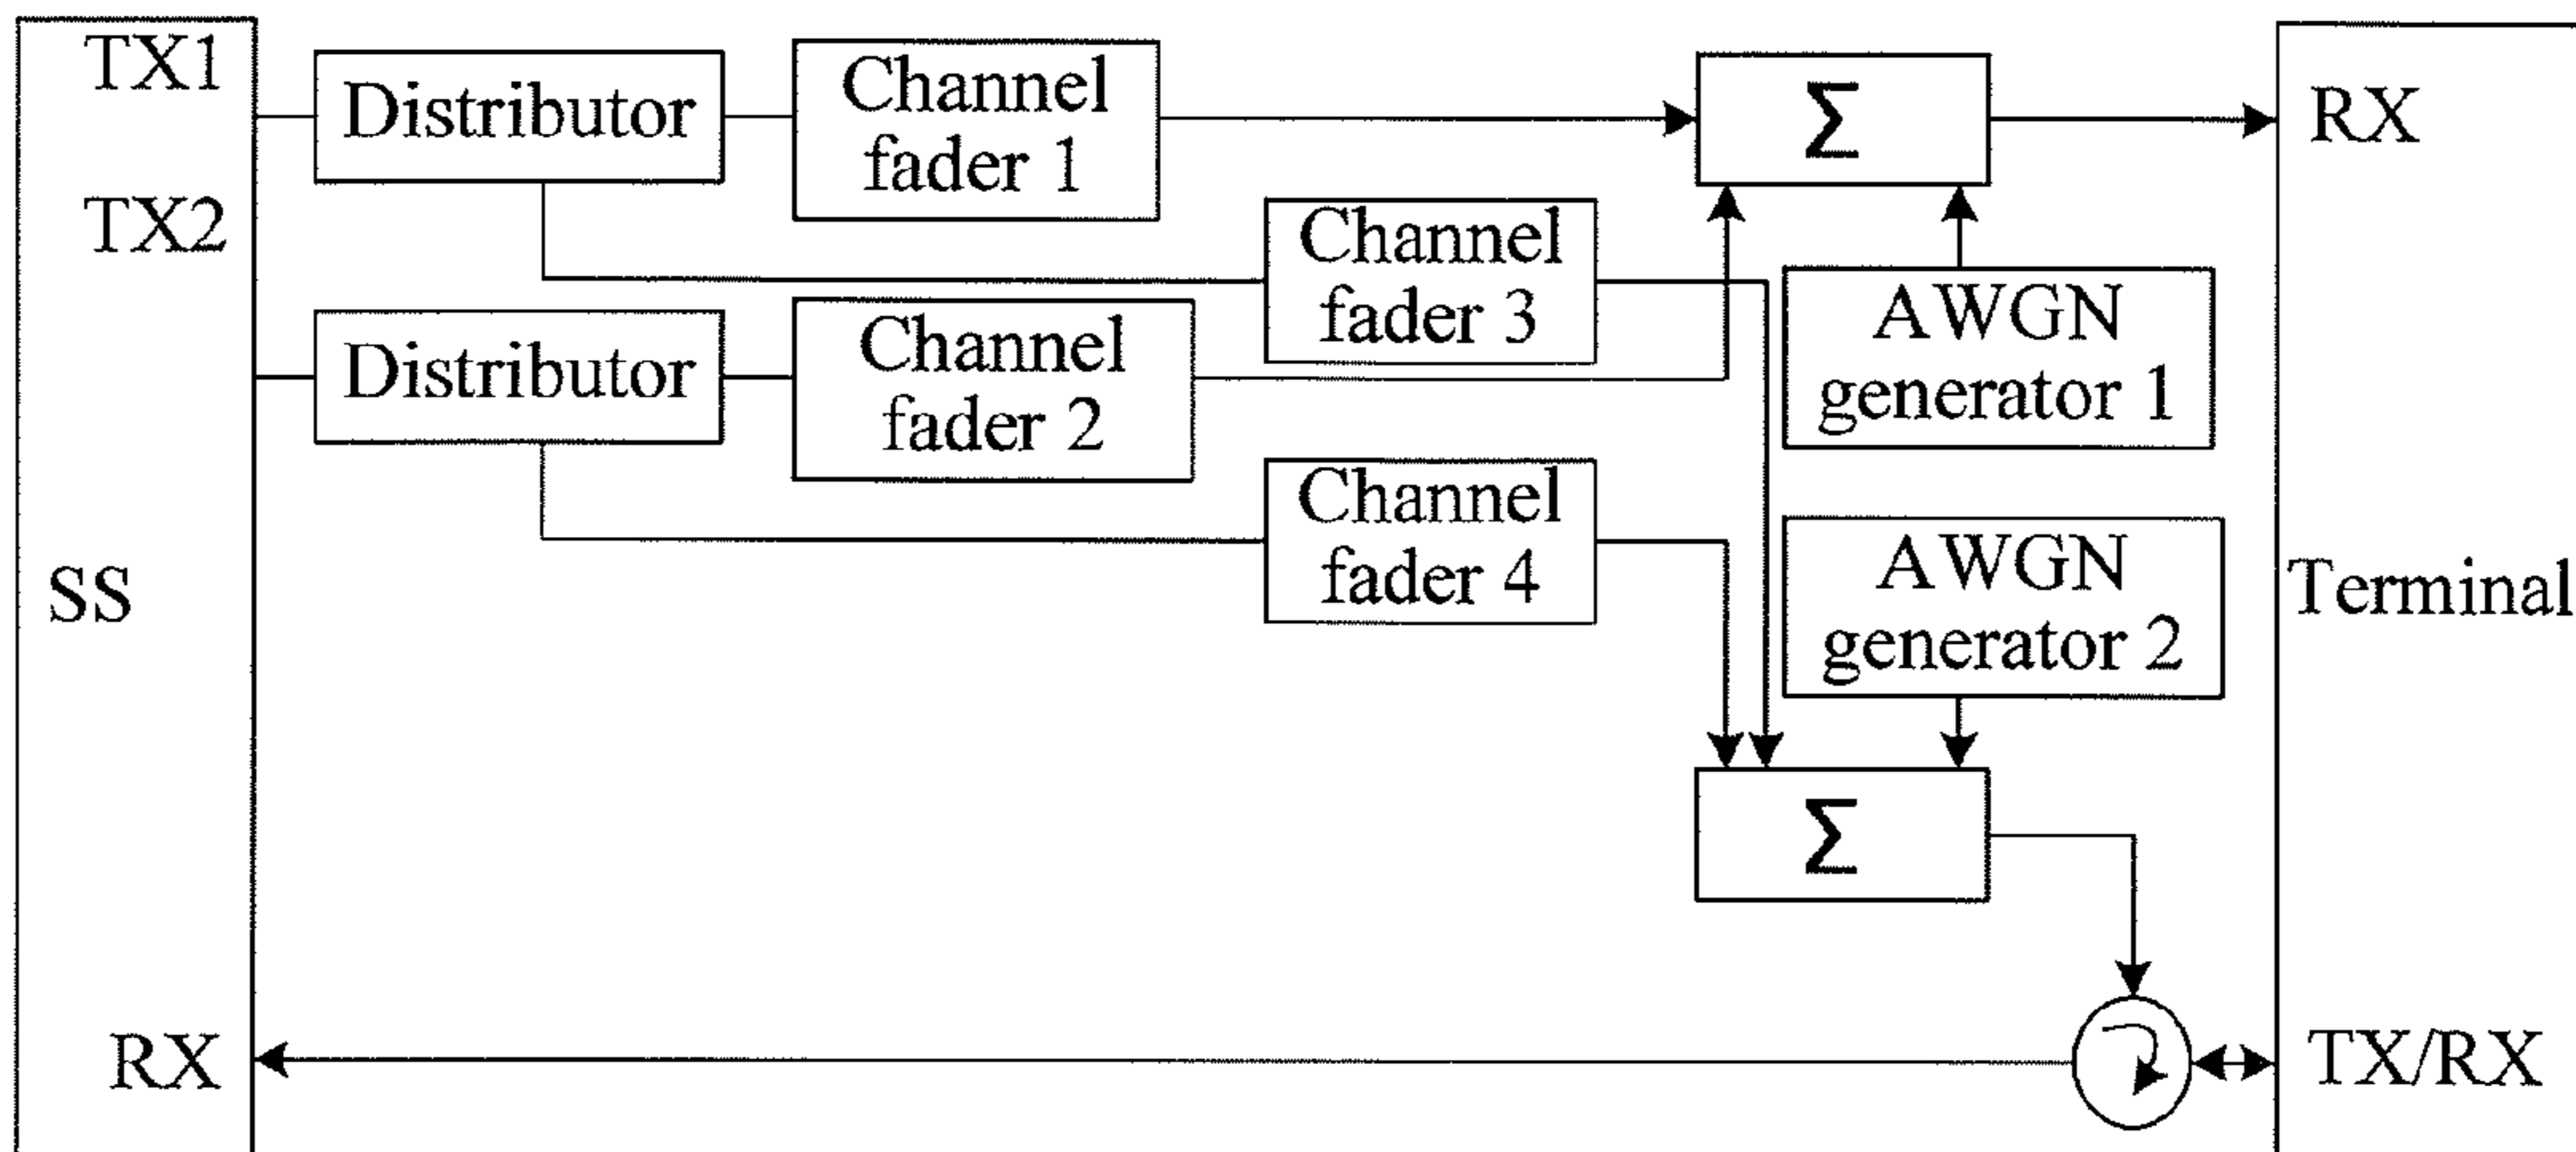 TX1
Distributor
Channel
fader 1
Σ
RX
TX2
Channel
fader 3
AWGN
generator 1
Distributor
Channel
fader 2
Channel
fader 4
AWGN
generator 2
SS
Terminal
Σ
RX
TX/RX